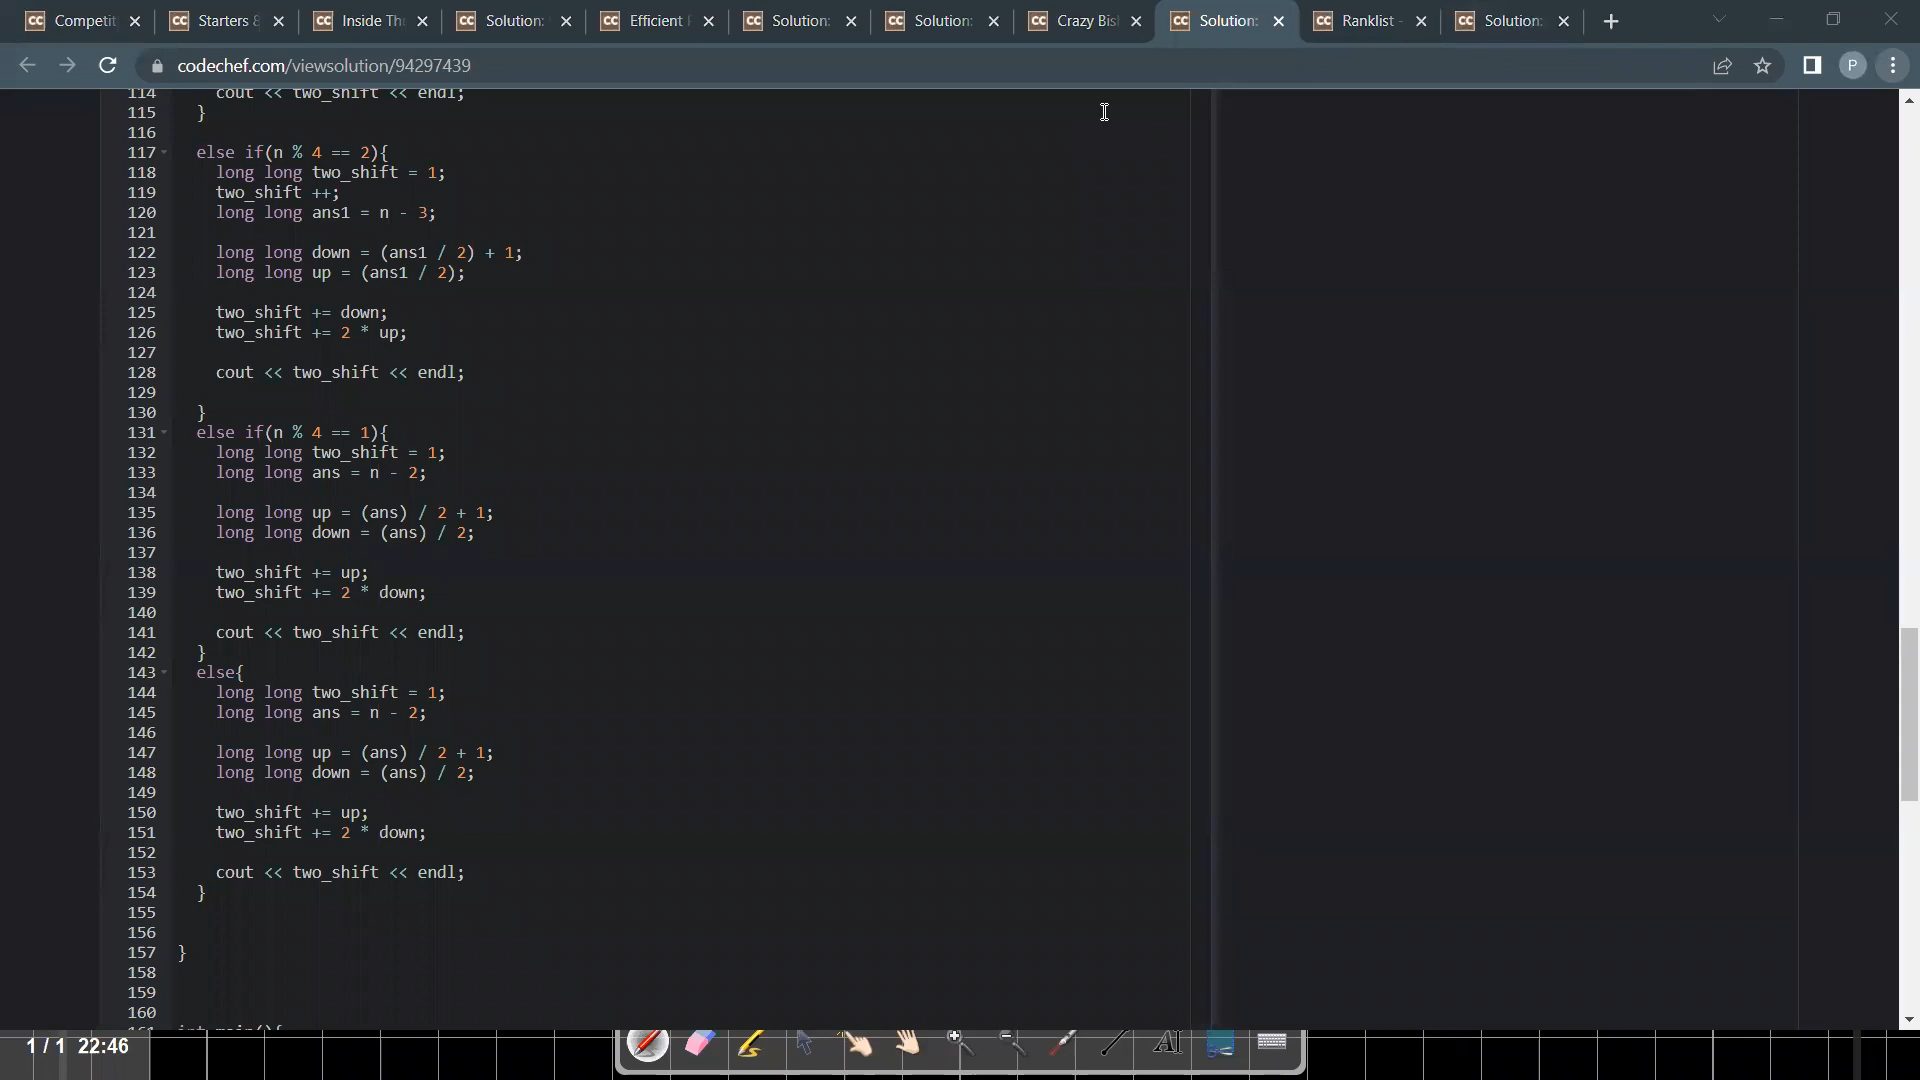 Competit
Starters &
Inside Th
Solution:
Efficient
Solution:
Solution:
Crazy Bis
Solution:
Ranklist -
Solution:
codechef.com/viewsolution/94297439
P
114 cout << two_shift << endl;
115 }
116
117 else if(n % 4 == 2){
118 long long two_shift = 1;
119 two_shift ++;
120 long long ans1 = n - 3;
121
122 long long down = (ans1 / 2) + 1;
123 long long up = (ans1 / 2);
124
125 two_shift += down;
126 two_shift += 2 * up;
127
128 cout << two_shift << endl;
129
130 }
131 else if(n % 4 == 1){
132 long long two_shift = 1;
133 long long ans = n - 2;
134
135 long long up = (ans) / 2 + 1;
136 long long down = (ans) / 2;
137
138 two_shift += up;
139 two_shift += 2 * down;
140
141 cout << two_shift << endl;
142 }
143 else{
144 long long two_shift = 1;
145 long long ans = n - 2;
146
147 long long up = (ans) / 2 + 1;
148 long long down = (ans) / 2;
149
150 two_shift += up;
151 two_shift += 2 * down;
152
153 cout << two_shift << endl;
154 }
155
156
157 }
158
159
160
161 int main(){
1 / 1 22:46